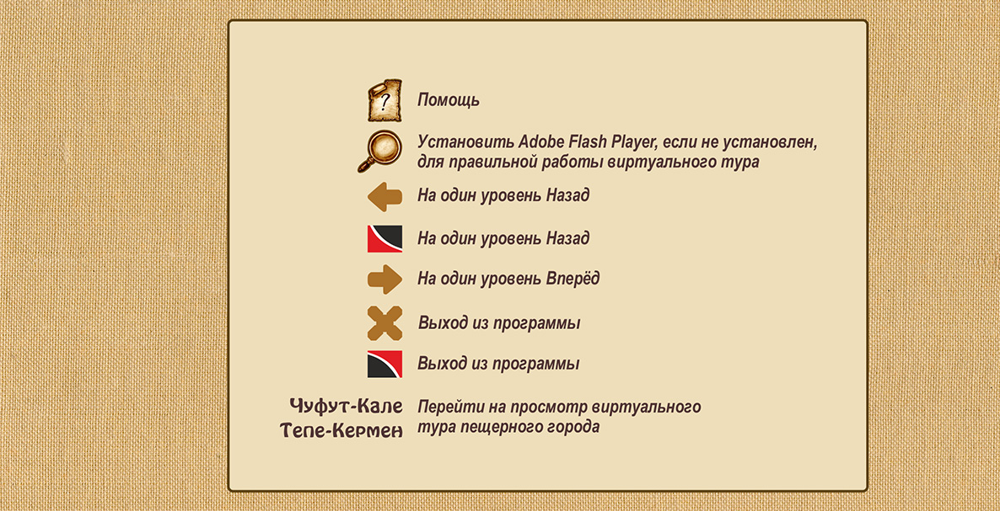 ?
Помощь
Установить Adobe Flash Player, если не установлен,
для правильной работы виртуального тура
На один уровень Назад
На один уровень Назад
На один уровень Вперёд
Выход из программы
Выход из программы
Чуфут-Кале
Тепе-Кермен
Перейти на просмотр виртуального
тура пещерного города